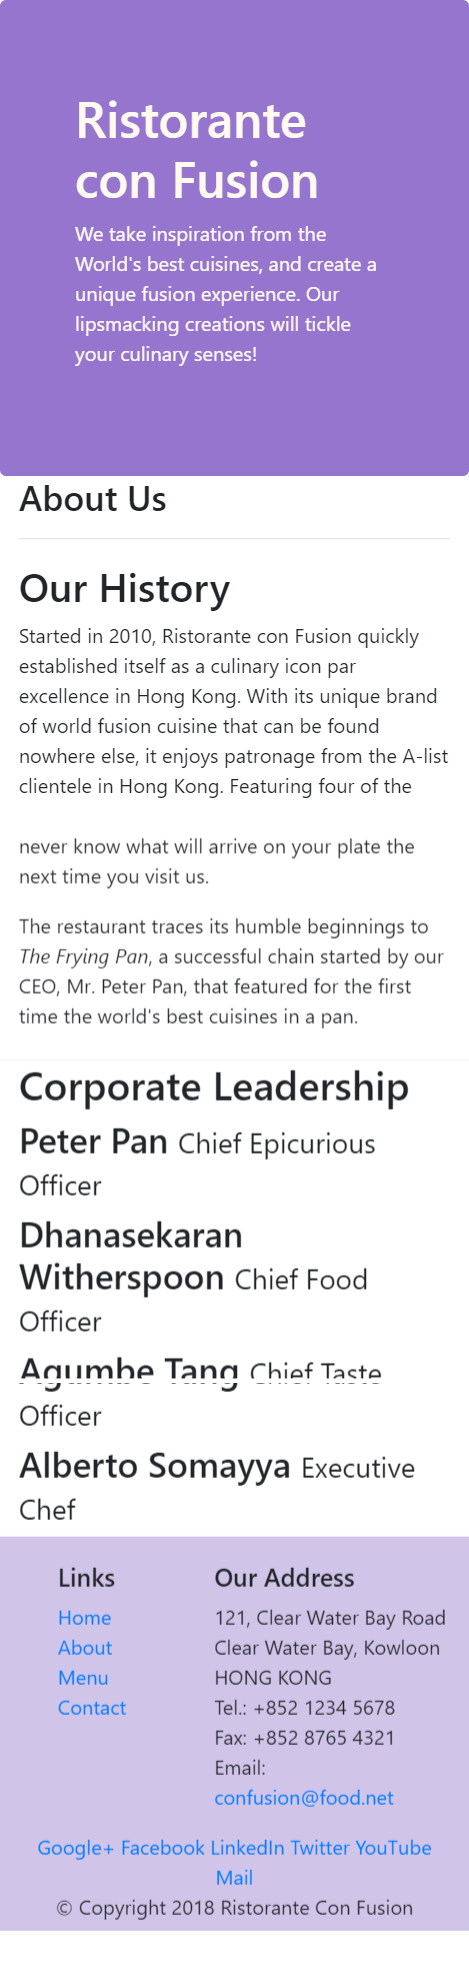 Ristorante
con Fusion
We take inspiration from the
World's best cuisines, and create a
unique fusion experience. Our
lipsmacking creations will tickle
your culinary senses!
About Us
Our History
Started in 2010, Ristorante con Fusion quickly
established itself as a culinary icon par
excellence in Hong Kong. With its unique brand
of world fusion cuisine that can be found
nowhere else, it enjoys patronage from the A-list
clientele in Hong Kong. Featuring four of the
never know what will arrive on your plate the
next time you visit us.
The restaurant traces its humble beginnings to
The Frying Pan, a successful chain started by our
CEO, Mr. Peter Pan, that featured for the first
time the world's best cuisines in a pan.
Corporate Leadership
Peter Pan Chief Epicurious
Officer
Dhanasekaran
Witherspoon Chief Food
Officer
Agumbe Tang Chief Taste
Officer
Alberto Somayya Executive
Chef
Links
Home
About
Menu
Contact
Our Address
121, Clear Water Bay Road
Clear Water Bay, Kowloon
HONG KONG
Tel.: +852 1234 5678
Fax: +852 8765 4321
Email:
confusion@food.net
Google+ Facebook LinkedIn Twitter YouTube
Mail
© Copyright 2018 Ristorante Con Fusion